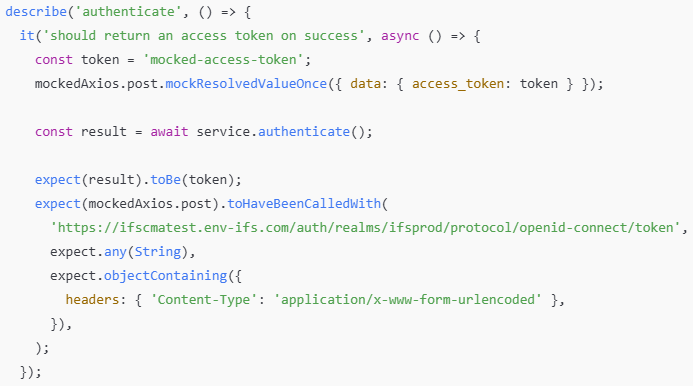 describe('authenticate', () => {
  it('should return an access token on success', async () => {
    const token = 'mocked-access-token';
    mockedAxios.post.mockResolvedValueOnce({ data: { access_token: token } });

    const result = await service.authenticate();

    expect(result).toBe(token);
    expect(mockedAxios.post).toHaveBeenCalledWith(
      'https://ifscmatest.env-ifs.com/auth/realms/ifsprod/protocol/openid-connect/token',
      expect.any(String),
      expect.objectContaining({
        headers: { 'Content-Type': 'application/x-www-form-urlencoded' },
      }),
    );
  });